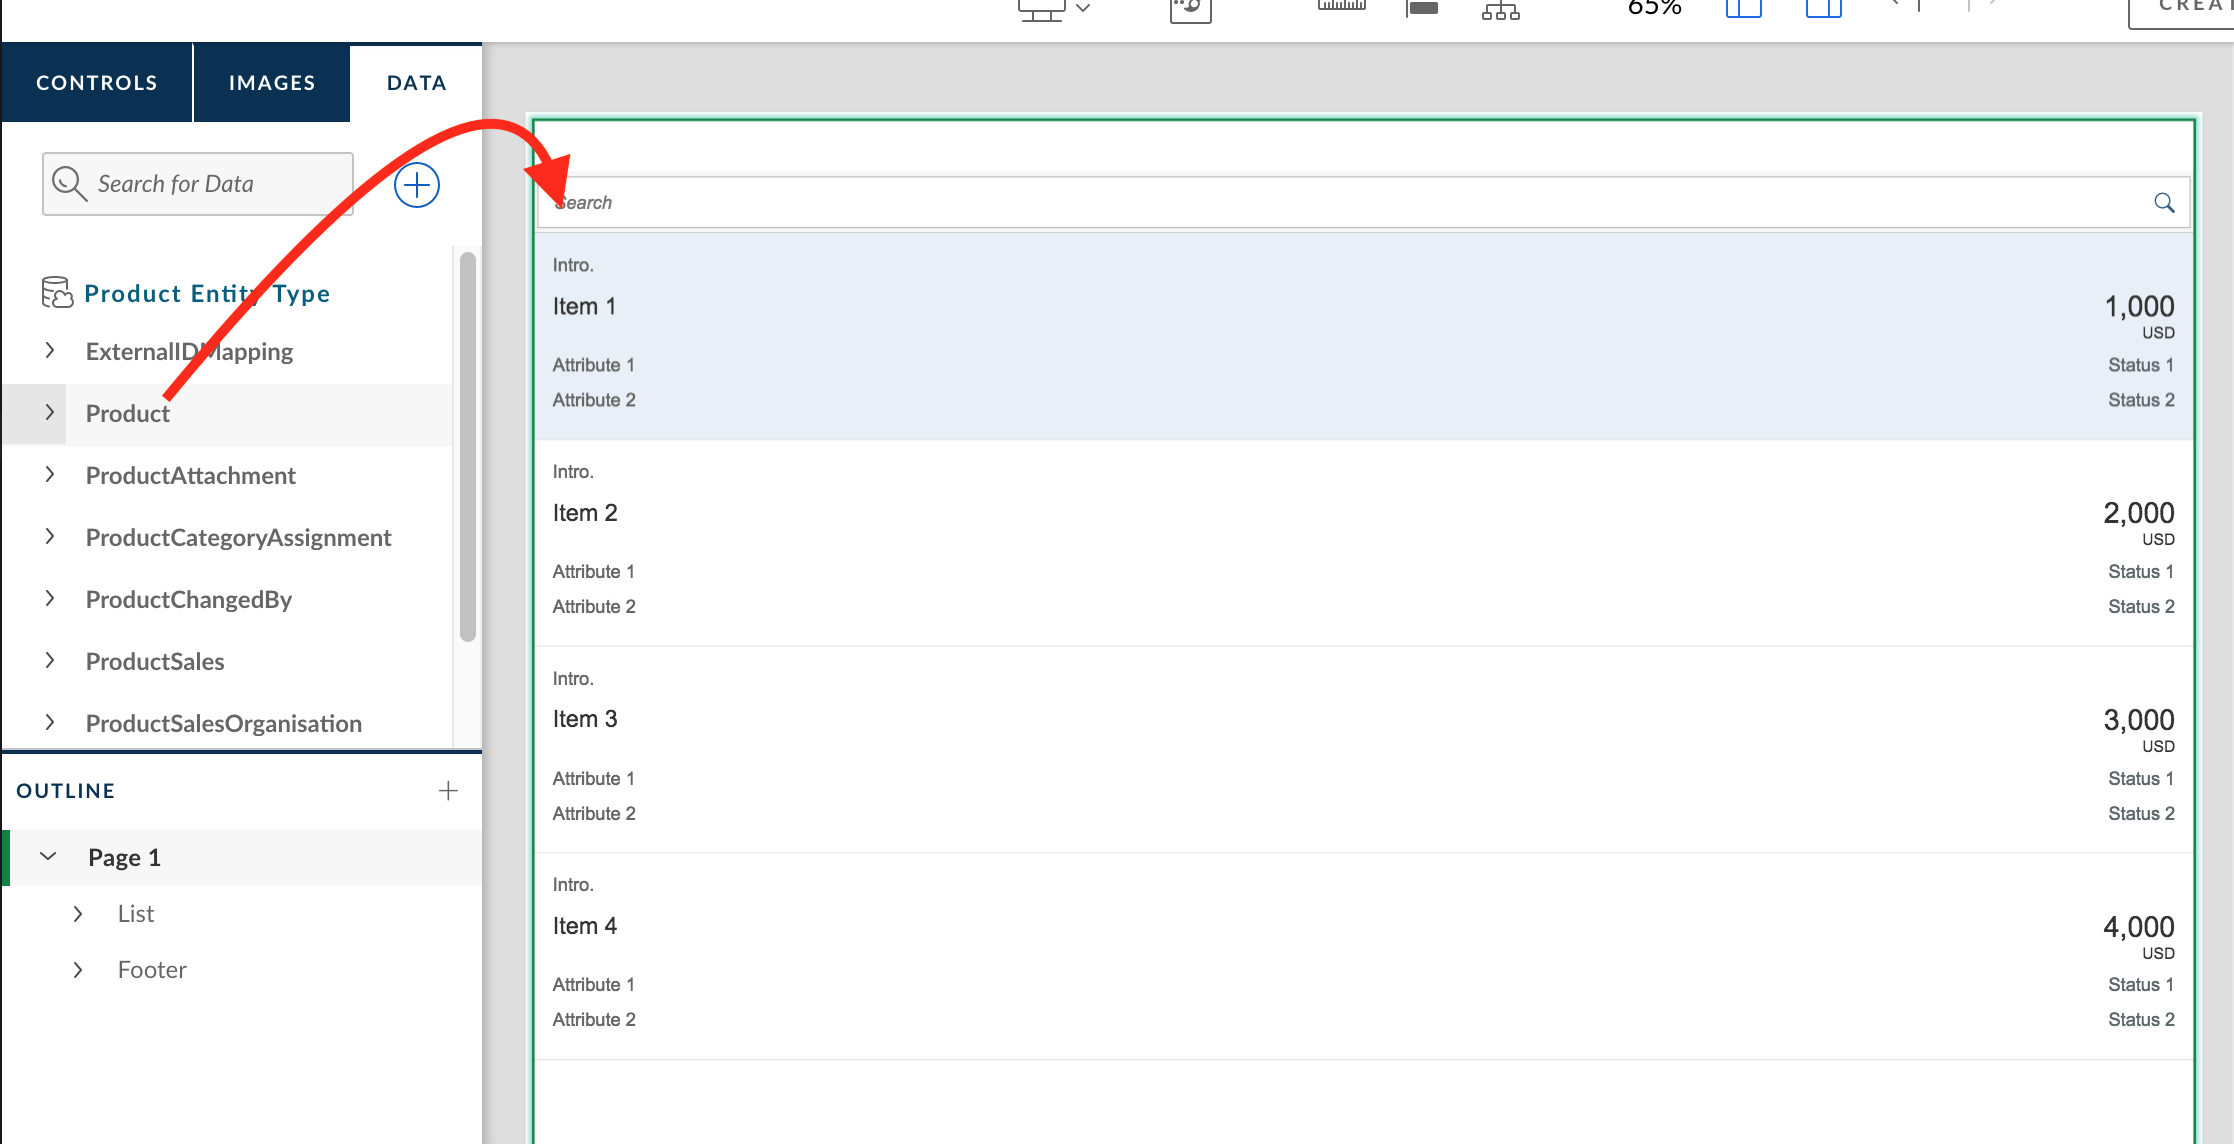 65%
CONTROLS
IMAGES
DATA
Search for Data
Product Entity Type
ExternalIDMapping
Product
ProductAttachment
ProductCategoryAssignment
ProductChangedBy
ProductSales
ProductSalesOrganisation
OUTLINE
Page 1
List
Footer
Search
Intro.
Item 1
1,000
USD
Attribute 1
Status 1
Attribute 2
Status 2
Intro.
Item 2
2,000
USD
Attribute 1
Status 1
Attribute 2
Status 2
Intro.
Item 3
3,000
USD
Attribute 1
Status 1
Attribute 2
Status 2
Intro.
Item 4
4,000
USD
Attribute 1
Status 1
Attribute 2
Status 2